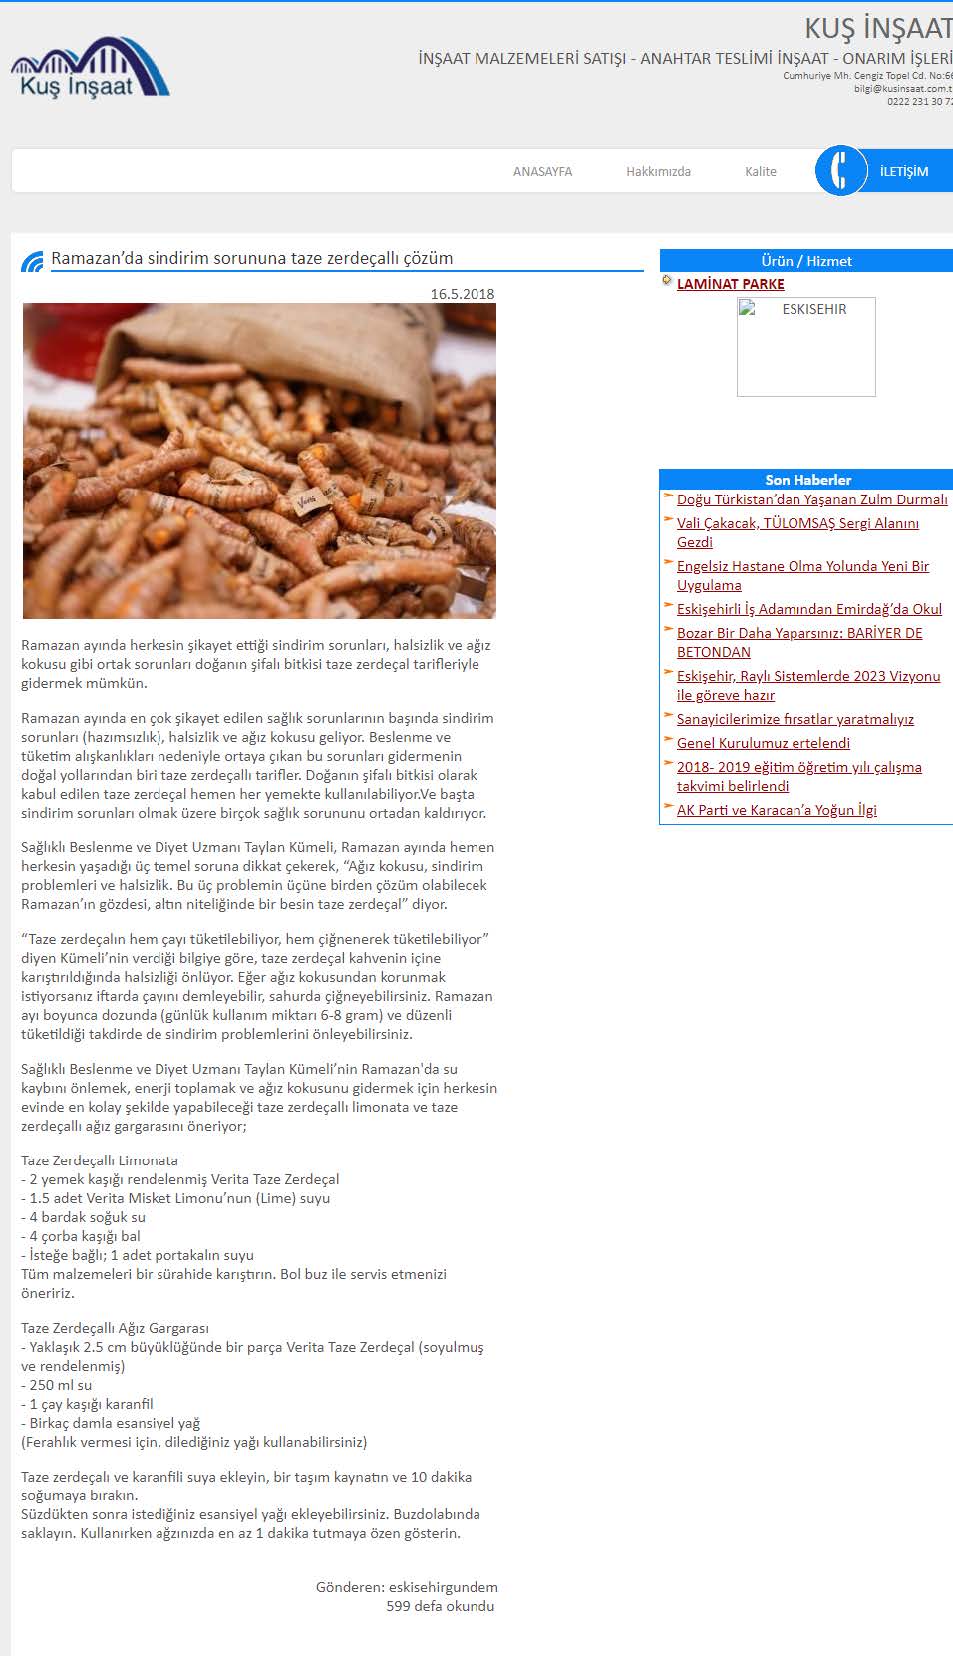 KUŞ İNŞAAT
İNŞAAT MALZEMELERİ SATIŞI - ANAHTAR TESLİMİ İNŞAAT - ONARIM İŞLERİ
Cumhuriye Mh. Cengiz Topel Cd. No:66
bilgi@kusinsaat.com.t
0222 231 30 72
Kuş İnşaat
ANASAYFA
Hakkımızda
Kalite
İLETİŞİM
Ramazan’da sindirim sorununa taze zerdeçallı çözüm
16.5.2018
Ramazan ayında herkesin şikayet ettiği sindirim sorunları, halsizlik ve ağız
kokusu gibi ortak sorunları doğanın şifalı bitkisi taze zerdeçal tarifleriyle
gidermek mümkün.
Ramazan ayında en çok şikayet edilen sağlık sorunlarının başında sindirim
sorunları (hazımsızlık), halsizlik ve ağız kokusu geliyor. Beslenme ve
tüketim alışkanlıkları nedeniyle ortaya çıkan bu sorunları gidermenin
doğal yollarından biri taze zerdeçallı tarifler. Doğanın şifalı bitkisi olarak
kabul edilen taze zerdeçal hemen her yemekte kullanılabiliyor.Ve başta
sindirim sorunları olmak üzere birçok sağlık sorununu ortadan kaldırıyor.
Sağlıklı Beslenme ve Diyet Uzmanı Taylan Kümeli, Ramazan ayında hemen
herkesin yaşadığı üç temel soruna dikkat çekerek, “Ağız kokusu, sindirim
problemleri ve halsizlik. Bu üç problemin üçüne birden çözüm olabilecek
Ramazan’ın gözdesi, altın niteliğinde bir besin taze zerdeçal” diyor.
“Taze zerdeçalın hem çayı tüketilebiliyor, hem çiğnenerek tüketilebiliyor”
diyen Kümeli’nin verdiği bilgiye göre, taze zerdeçal kahvenin içine
karıştırıldığında halsizliği önlüyor. Eğer ağız kokusundan korunmak
istiyorsanız iftarda çayını demleyebilir, sahurda çiğneyebilirsiniz. Ramazan
ayı boyunca dozunda (günlük kullanım miktarı 6-8 gram) ve düzenli
tüketildiği takdirde de sindirim problemlerini önleyebilirsiniz.
Sağlıklı Beslenme ve Diyet Uzmanı Taylan Kümeli’nin Ramazan'da su
kaybını önlemek, enerji toplamak ve ağız kokusunu gidermek için herkesin
evinde en kolay şekilde yapabileceği taze zerdeçallı limonata ve taze
zerdeçallı ağız gargarasını öneriyor;
Taze Zerdeçallı Limonata
- 2 yemek kaşığı rendelenmiş Verita Taze Zerdeçal
- 1.5 adet Verita Misket Limonu’nun (Lime) suyu
- 4 bardak soğuk su
- 4 çorba kaşığı bal
- İsteğe bağlı; 1 adet portakalın suyu
Tüm malzemeleri bir sürahide karıştırın. Bol buz ile servis etmenizi
öneririz.
Taze Zerdeçallı Ağız Gargarası
- Yaklaşık 2.5 cm büyüklüğünde bir parça Verita Taze Zerdeçal (soyulmuş
ve rendelenmiş)
- 250 ml su
- 1 çay kaşığı karanfil
- Birkaç damla esansiyel yağ
(Ferahlık vermesi için, dilediğiniz yağı kullanabilirsiniz)
Taze zerdeçalı ve karanfili suya ekleyin, bir taşım kaynatın ve 10 dakika
soğumaya bırakın.
Süzdükten sonra istediğiniz esansiyel yağı ekleyebilirsiniz. Buzdolabında
saklayın. Kullanırken ağzınızda en az 1 dakika tutmaya özen gösterin.
Gönderen: eskisehirgundem
599 defa okundu
Ürün / Hizmet
LAMİNAT PARKE
ESKISEHIR
Son Haberler
Doğu Türkistan’dan Yaşanan Zulm Durmalı
Vali Çakacak, TÜLOMSAŞ Sergi Alanını
Gezdi
Engelsiz Hastane Olma Yolunda Yeni Bir
Uygulama
Eskişehirli İş Adamından Emirdağ’da Okul
Bozar Bir Daha Yaparsınız: BARİYER DE
BETONDAN
Eskişehir, Raylı Sistemlerde 2023 Vizyonu
ile göreve hazır
Sanayicilerimize fırsatlar yaratmalıyız
Genel Kurulumuz ertelendi
2018- 2019 eğitim öğretim yılı çalışma
takvimi belirlendi
AK Parti ve Karacan’a Yoğun İlgi